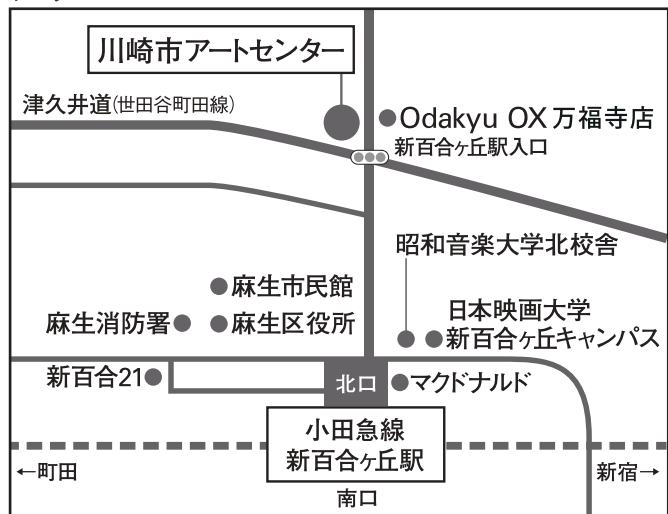 川崎市アートセンター
津久井道(世田谷町田線)
Odakyu OX 万福寺店
新百合ヶ丘駅入口
昭和音楽大学北校舎
麻生市民館
日本映画大学
麻生消防署
麻生区役所
新百合ヶ丘キャンパス
新百合21
北口
マクドナルド
小田急線
新百合ヶ丘駅
←町田
新宿→
南口